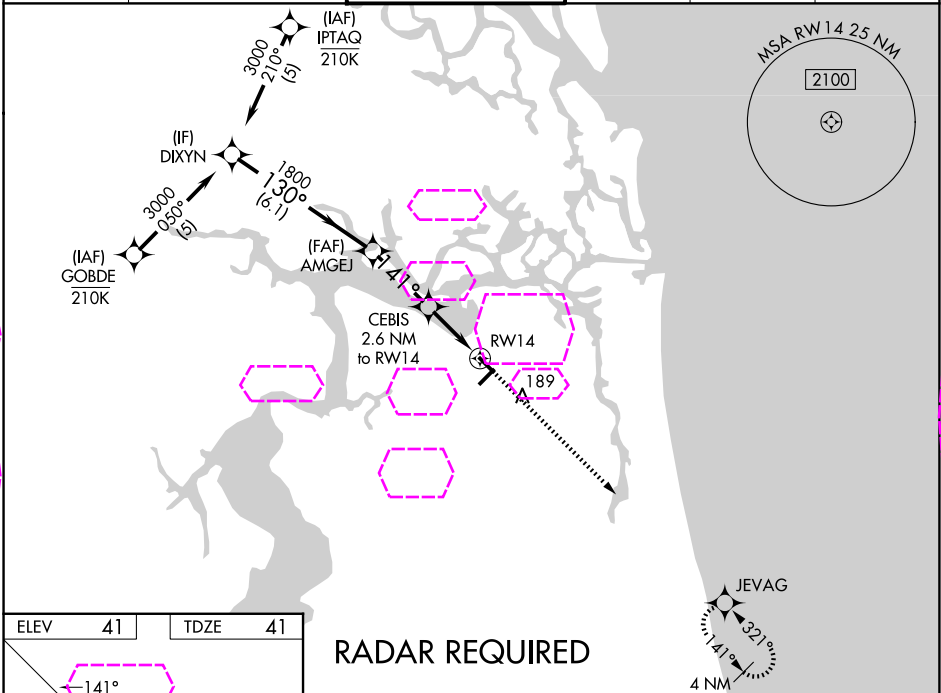 (IAF)
IPTAQ
210K
3000
210°
(5)
MSA RW14 25 NM
2100
(IF)
DIXYN
1800
130°
(6.1)
3000
050°
(5)
(IAF)
GOBDE
210K
(FAF)
AMGEJ
141°
CEBIS
2.6 NM
to RW14
RW14
189
JEVAG
321°
141°
4 NM
RADAR REQUIRED
ELEV 41
TDZE 41
141°